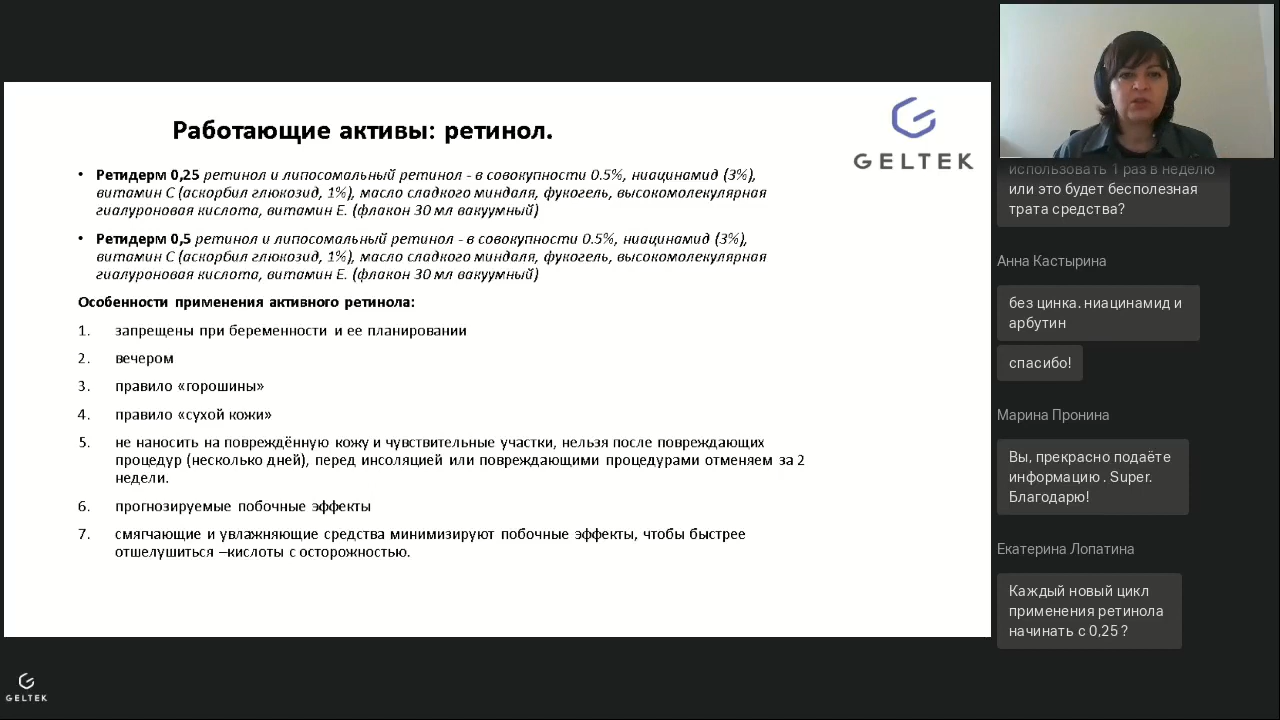 Работающие активы: ретинол.
GELTEK
• Ретидерм 0,25 ретинол и липосомальный ретинол - в совокупности 0.5%, ниацинамид (3%),
витамин С (аскорбил глюкозид, 1%), масло сладкого миндаля, фукогель, высокомолекулярная
гиалуроновая кислота, витамин Е. (флакон 30 мл вакуумный)
• Ретидерм 0,5 ретинол и липосомальный ретинол - в совокупности 0.5%, ниацинамид (3%),
витамин С (аскорбил глюкозид, 1%), масло сладкого миндаля, фукогель, высокомолекулярная
гиалуроновая кислота, витамин Е. (флакон 30 мл вакуумный)
Особенности применения активного ретинола:
1. запрещены при беременности и ее планировании
2. вечером
3. правило «горошины»
4. правило «сухой кожи»
5. не наносить на повреждённую кожу и чувствительные участки, нельзя после повреждающих
процедур (несколько дней), перед инсоляцией или повреждающими процедурами отменяем за 2
недели.
6. прогнозируемые побочные эффекты
7. смягчающие и увлажняющие средства минимизируют побочные эффекты, чтобы быстрее
отшелушиться –кислоты с осторожностью.
GELTEK
использовать 1 раз в неделю
или это будет бесполезная
трата средства?
Анна Кастырина
без цинка. ниацинамид и
арбутин
спасибо!
Марина Пронина
Вы, прекрасно подаёте
информацию . Super.
Благодарю!
Екатерина Лопатина
Каждый новый цикл
применения ретинола
начинать с 0,25 ?